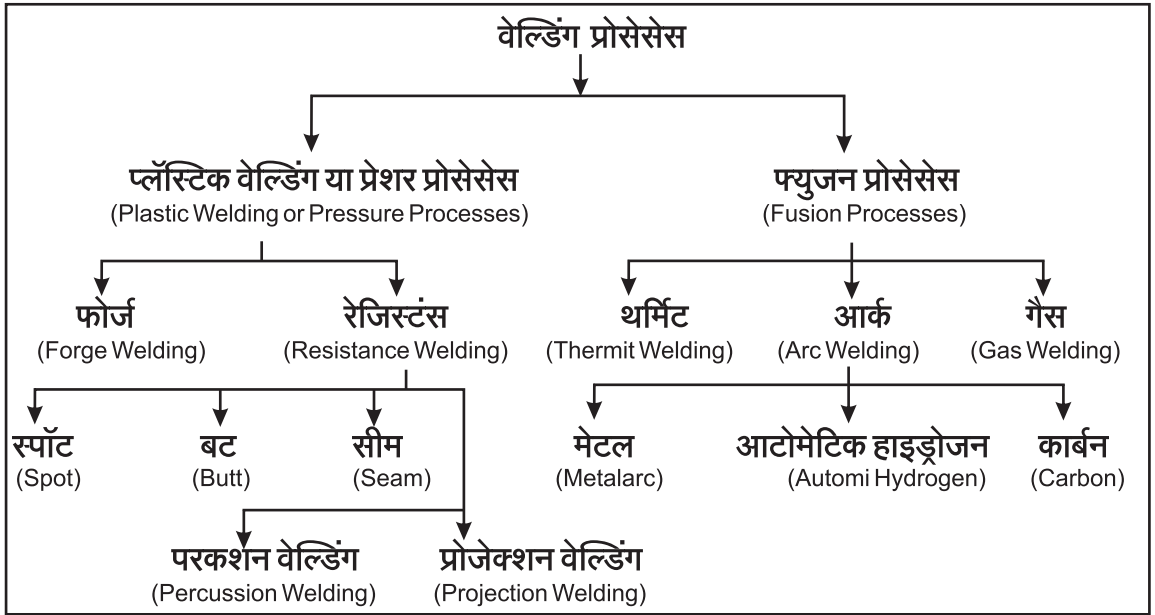 वेल्डिंग प्रोसेसेस
प्लॅस्टिक वेल्डिंग या प्रेशर प्रोसेसेस
(Plastic Welding or Pressure Processes)
फ्युजन प्रोसेसेस
(Fusion Processes)
फोर्ज
(Forge Welding)
रेजिस्टंस
(Resistance Welding)
थर्मिट
(Thermit Welding)
आर्क
(Arc Welding)
गैस
(Gas Welding)
स्पॉट
(Spot)
बट
(Butt)
सीम
(Seam)
मेटल
(Metalarc)
आटोमेटिक हाइड्रोजन
(Automi Hydrogen)
कार्बन
(Carbon)
परकशन वेल्डिंग
(Percussion Welding)
प्रोजेक्शन वेल्डिंग
(Projection Welding)